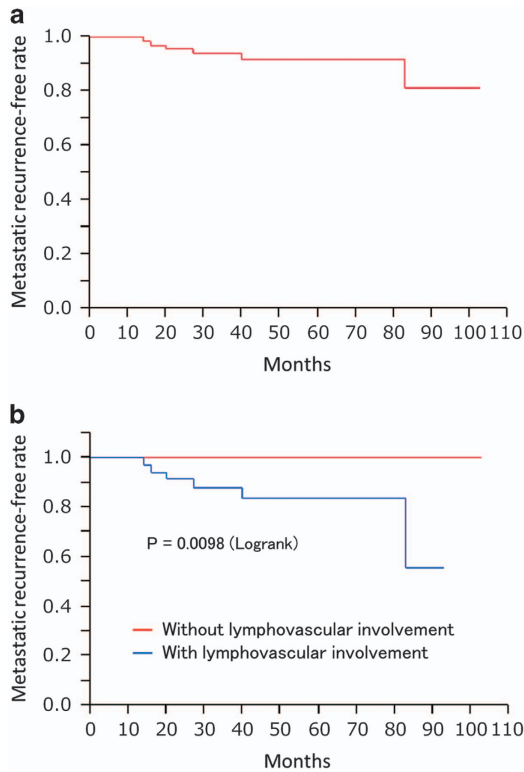 a
Metastatic recurrence-free rate
1.0
0.8
0.6
0.4
0.2
0.0
0 10 20 30 40 50 60 70 80 90 100 110
Months
b
Metastatic recurrence-free rate
1.0
0.8
0.6
0.4
0.2
0.0
P = 0.0098 (Logrank)
Without lymphovascular involvement
With lymphovascular involvement
0 10 20 30 40 50 60 70 80 90 100 110
Months